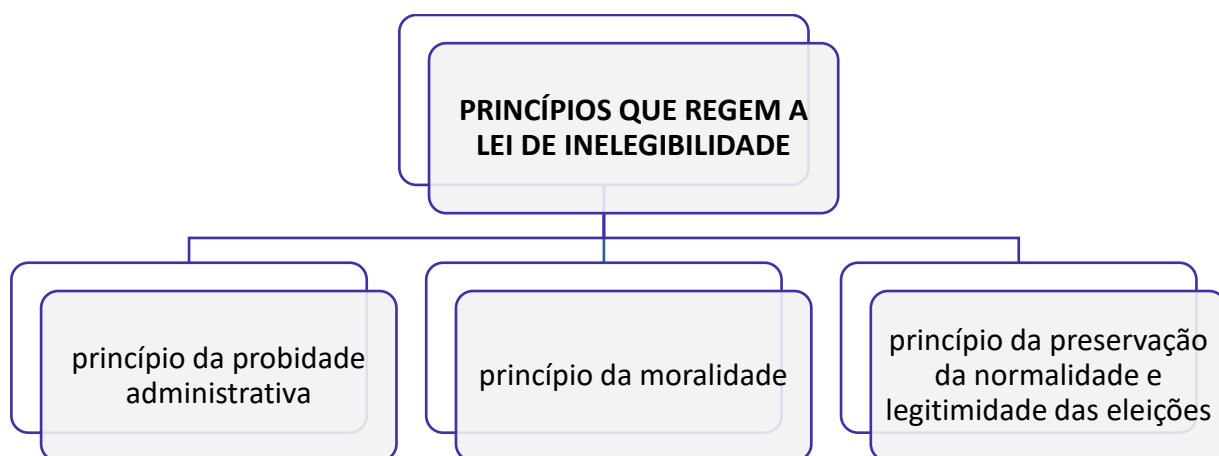 PRINCÍPIOS QUE REGEM A
LEI DE INELEGIBILIDADE
princípio da probidade
administrativa
princípio da moralidade
princípio da preservação
da normalidade e
legitimidade das eleições